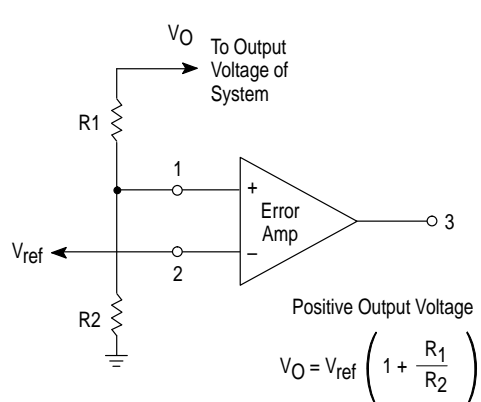 VO
To Output
Voltage of
System
R1
1
+
Error
Amp
3
Vref
–
2
R2
Positive Output Voltage
VO = Vref ( 1 + R1 / R2 )